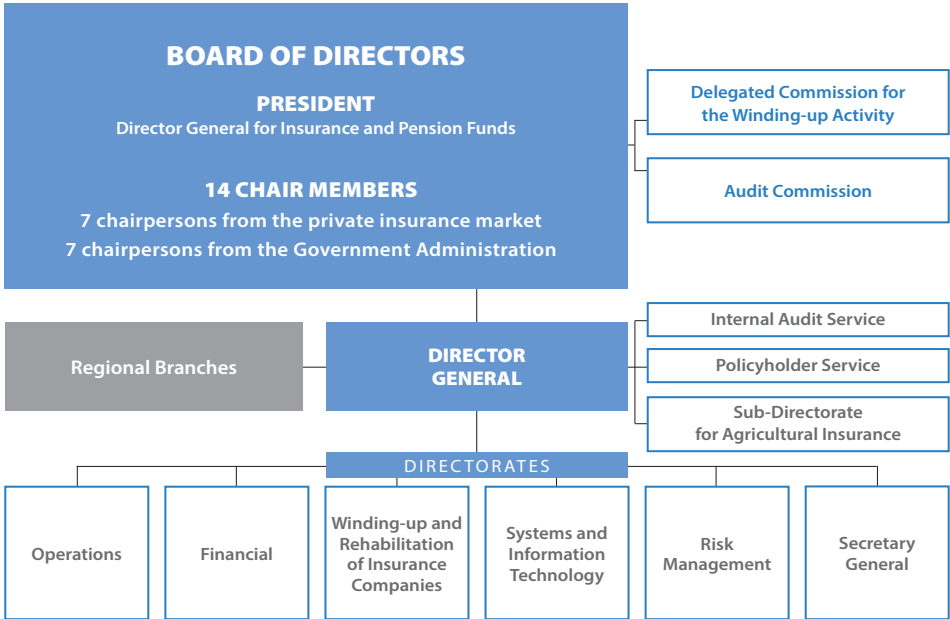 BOARD OF DIRECTORS
PRESIDENT
Director General for Insurance and Pension Funds
14 CHAIR MEMBERS
7 chairpersons from the private insurance market
7 chairpersons from the Government Administration
Delegated Commission for
the Winding-up Activity
Audit Commission
Regional Branches
DIRECTOR
GENERAL
Internal Audit Service
Policyholder Service
Sub-Directorate
for Agricultural Insurance
DIRECTORATES
Operations
Financial
Winding-up and
Rehabilitation
of Insurance
Companies
Systems and
Information
Technology
Risk
Management
Secretary
General